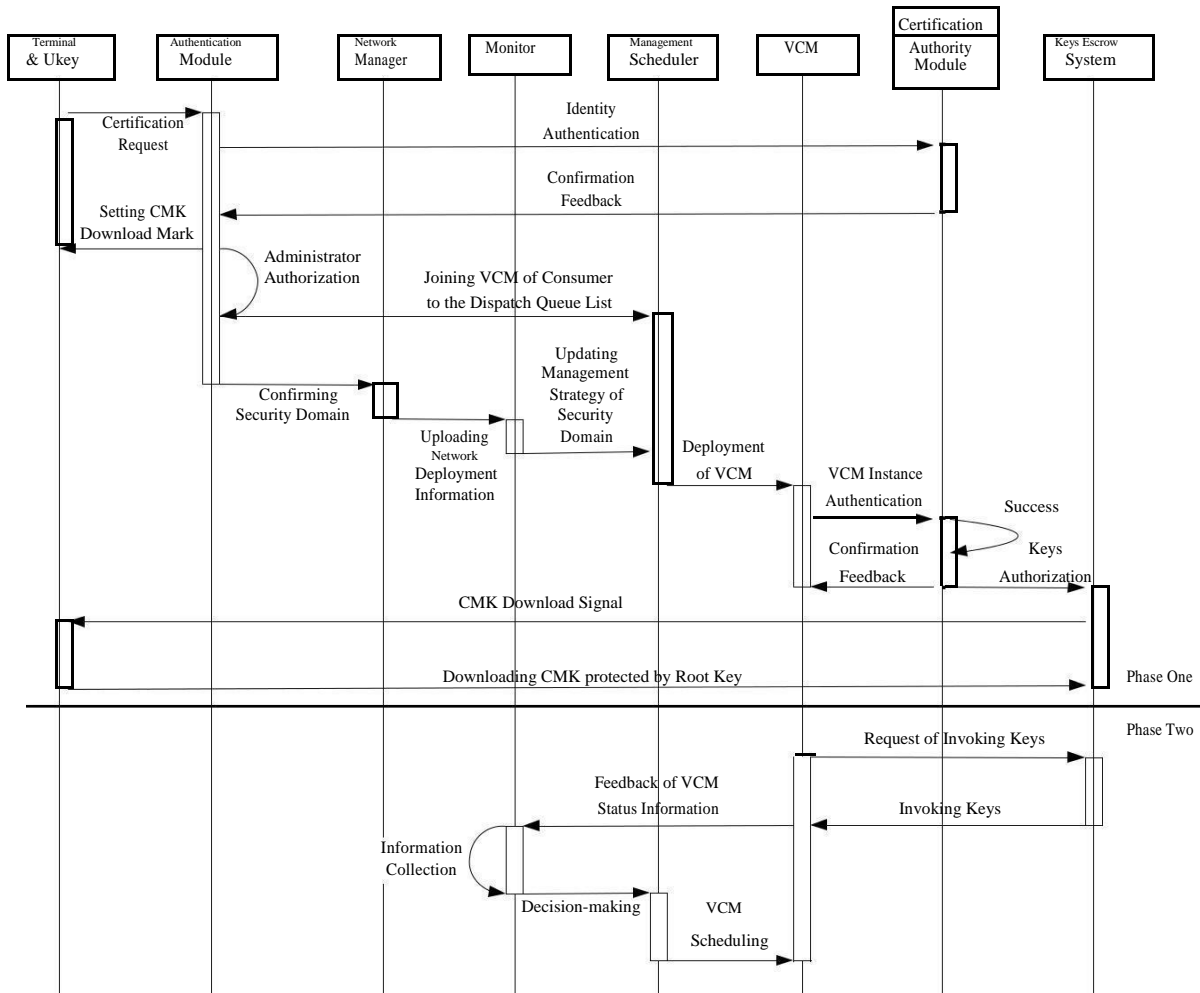 Terminal
& Ukey
Authentication
Module
Network
Manager
Monitor
Management
Scheduler
VCM
Certification
Authority
Module
Keys Escrow
System
Certification
Request
Identity
Authentication
Confirmation
Feedback
Setting CMK
Download Mark
Administrator
Authorization
Joining VCM of Consumer
to the Dispatch Queue List
Confirming
Security Domain
Updating
Management
Strategy of
Security
Domain
Uploading
Network
Deployment
Information
Deployment
of VCM
VCM Instance
Authentication
Success
Confirmation
Feedback
Keys
Authorization
CMK Download Signal
Downloading CMK protected by Root Key
Phase One
Phase Two
Request of Invoking Keys
Feedback of VCM
Status Information
Invoking Keys
Information
Collection
Decision-making
VCM
Scheduling